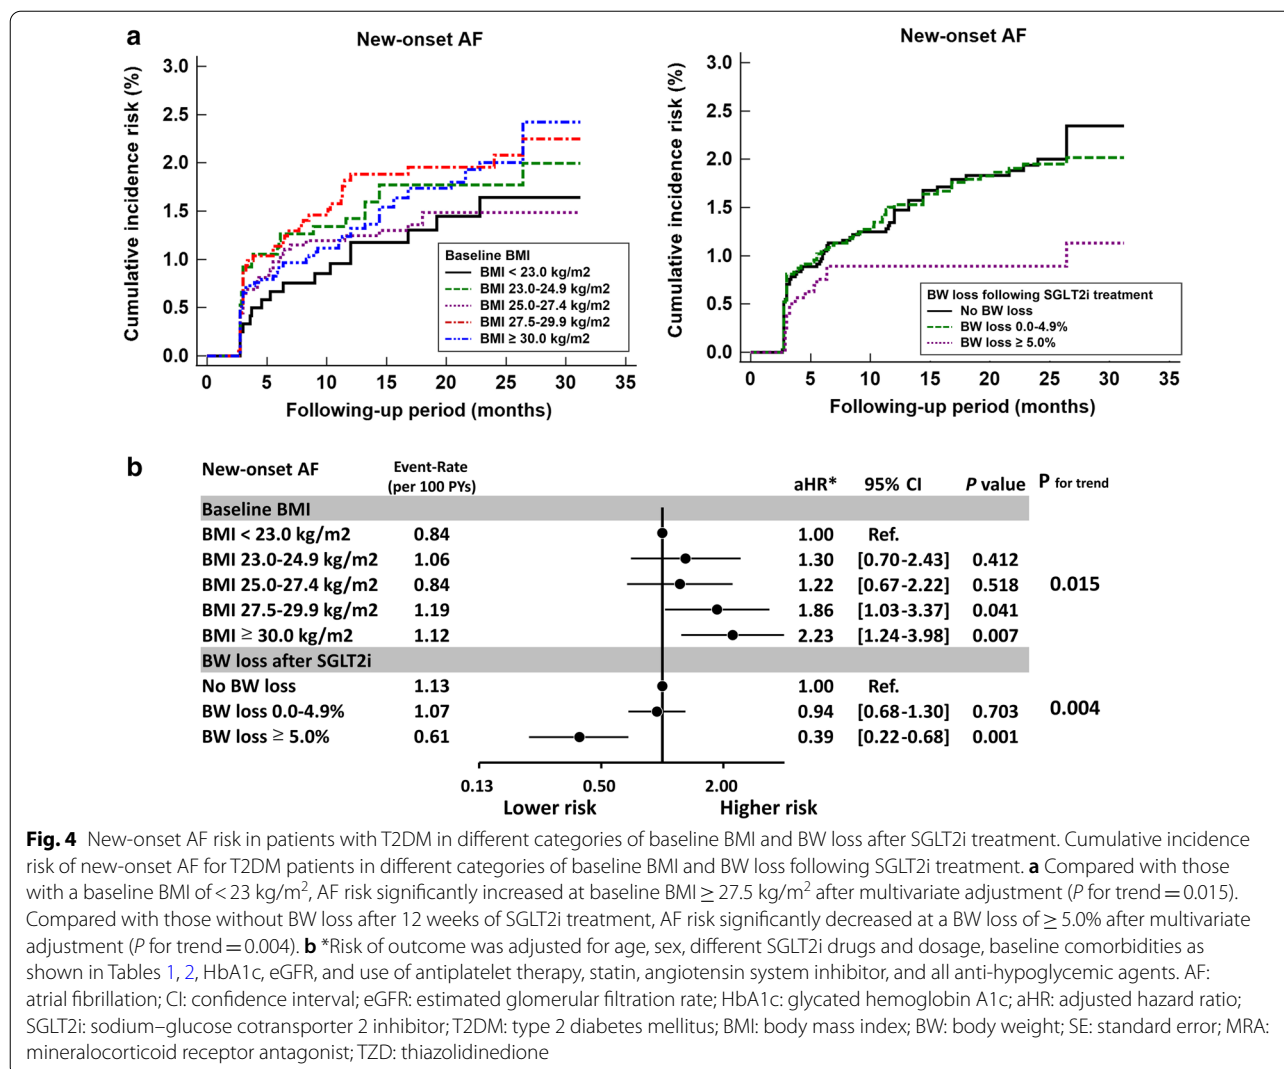 a
New-onset AF
Cumulative incidence risk (%)
3.0
2.5
2.0
1.5
1.0
0.5
0.0
Baseline BMI
BMI < 23.0 kg/m2
BMI 23.0-24.9 kg/m2
BMI 25.0-27.4 kg/m2
BMI 27.5-29.9 kg/m2
BMI ≥ 30.0 kg/m2
0 5 10 15 20 25 30 35
Following-up period (months)
New-onset AF
Cumulative incidence risk (%)
3.0
2.5
2.0
1.5
1.0
0.5
0.0
BW loss following SGLT2i treatment
No BW loss
BW loss 0.0-4.9%
BW loss ≥ 5.0%
0 5 10 15 20 25 30 35
Following-up period (months)
b
New-onset AF Event-Rate (per 100 PYs) aHR* 95% CI P value P for trend
Baseline BMI
BMI < 23.0 kg/m2 0.84 1.00 Ref.
BMI 23.0-24.9 kg/m2 1.06 1.30 [0.70-2.43] 0.412
BMI 25.0-27.4 kg/m2 0.84 1.22 [0.67-2.22] 0.518 0.015
BMI 27.5-29.9 kg/m2 1.19 1.86 [1.03-3.37] 0.041
BMI ≥ 30.0 kg/m2 1.12 2.23 [1.24-3.98] 0.007
BW loss after SGLT2i
No BW loss 1.13 1.00 Ref.
BW loss 0.0-4.9% 1.07 0.94 [0.68-1.30] 0.703 0.004
BW loss ≥ 5.0% 0.61 0.39 [0.22-0.68] 0.001
0.13 0.50 2.00
Lower risk Higher risk
Fig. 4 New-onset AF risk in patients with T2DM in different categories of baseline BMI and BW loss after SGLT2i treatment. Cumulative incidence
risk of new-onset AF for T2DM patients in different categories of baseline BMI and BW loss following SGLT2i treatment. a Compared with those
with a baseline BMI of < 23 kg/m², AF risk significantly increased at baseline BMI ≥ 27.5 kg/m² after multivariate adjustment (P for trend = 0.015).
Compared with those without BW loss after 12 weeks of SGLT2i treatment, AF risk significantly decreased at a BW loss of ≥ 5.0% after multivariate
adjustment (P for trend = 0.004). b *Risk of outcome was adjusted for age, sex, different SGLT2i drugs and dosage, baseline comorbidities as
shown in Tables 1, 2, HbA1c, eGFR, and use of antiplatelet therapy, statin, angiotensin system inhibitor, and all anti-hypoglycemic agents. AF:
atrial fibrillation; CI: confidence interval; eGFR: estimated glomerular filtration rate; HbA1c: glycated hemoglobin A1c; aHR: adjusted hazard ratio;
SGLT2i: sodium–glucose cotransporter 2 inhibitor; T2DM: type 2 diabetes mellitus; BMI: body mass index; BW: body weight; SE: standard error; MRA:
mineralocorticoid receptor antagonist; TZD: thiazolidinedione